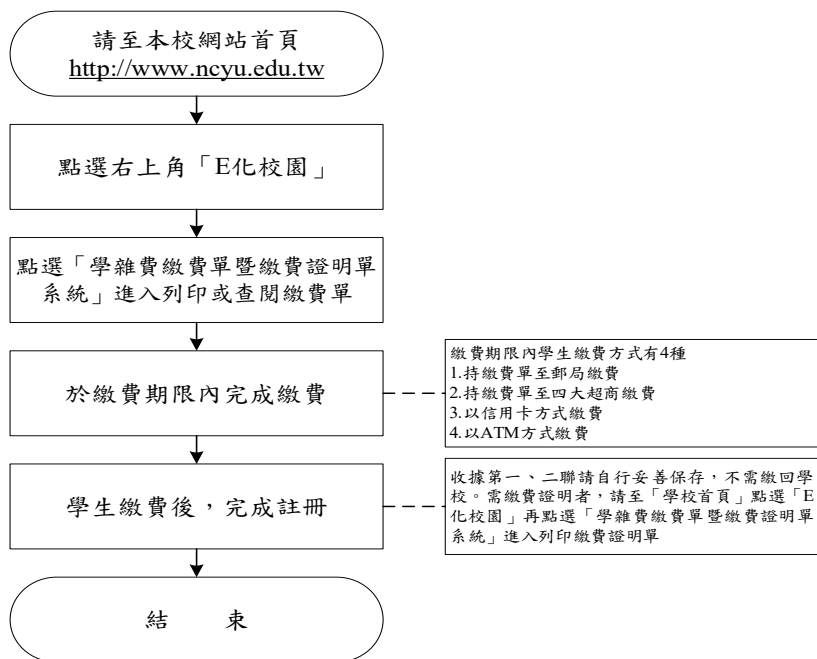 請至本校網站首頁
http://www.ncyu.edu.tw
點選右上角「E化校園」
點選「學雜費繳費單暨繳費證明單
系統」進入列印或查閱繳費單
於繳費期限內完成繳費
繳費期限內學生繳費方式有4種
1.持繳費單至郵局繳費
2.持繳費單至四大超商繳費
3.以信用卡方式繳費
4.以ATM方式繳費
學生繳費後，完成註冊
收據第一、二聯請自行妥善保存，不需繳回學
校。需繳費證明者，請至「學校首頁」點選「E
化校園」再點選「學雜費繳費單暨繳費證明單
系統」進入列印繳費證明單
結 束